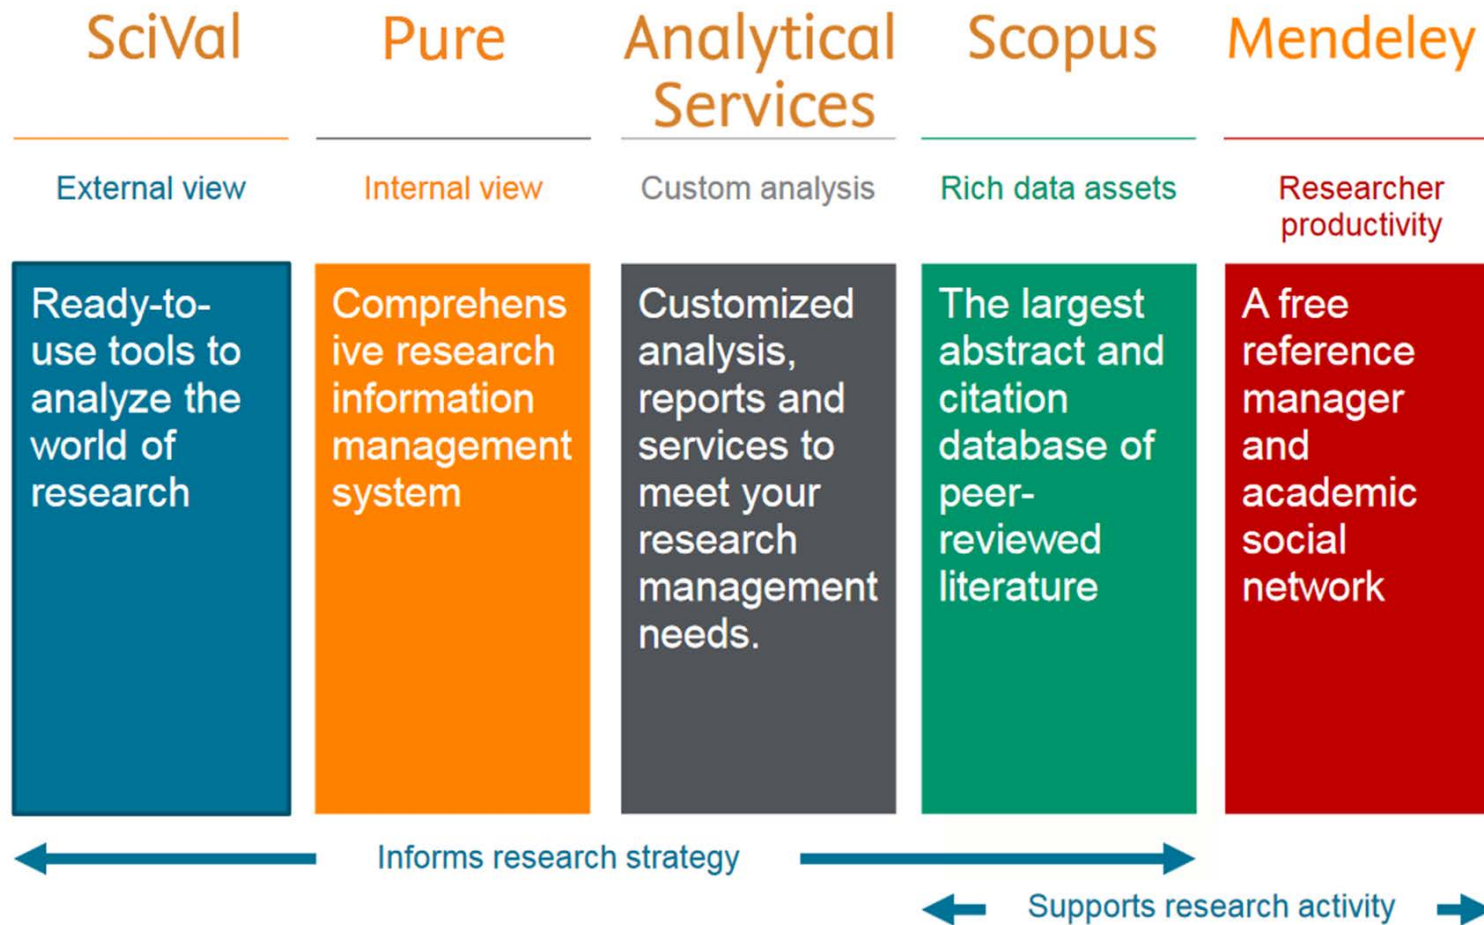 SciVal
Pure
Analytical
Services
Scopus
Mendeley
External view
Internal view
Custom analysis
Rich data assets
Researcher
productivity
Ready-to-
use tools to
analyze the
world of
research
Comprehens
ive research
information
management
system
Customized
analysis,
reports and
services to
meet your
research
management
needs.
The largest
abstract and
citation
database of
peer-
reviewed
literature
A free
reference
manager
and
academic
social
network
Informs research strategy
Supports research activity